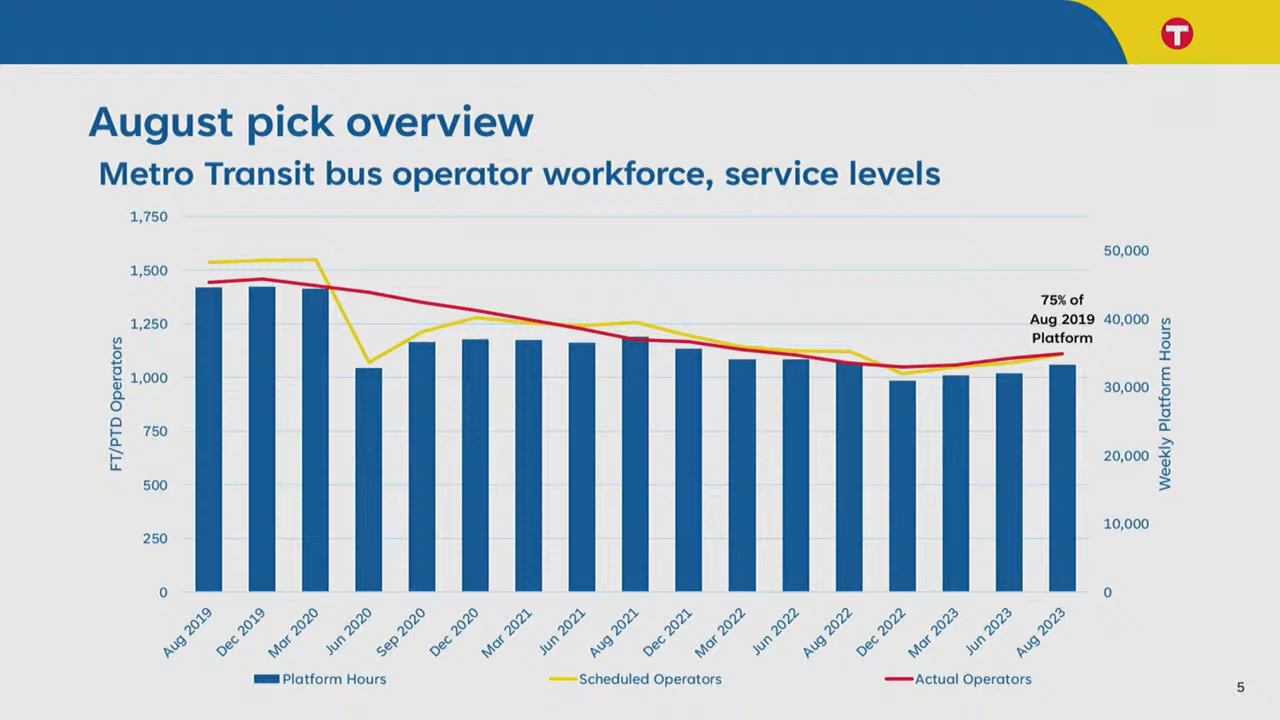 T
August pick overview
Metro Transit bus operator workforce, service levels
1,750
1,500
1,250
1,000
750
500
250
0
FT/PTD Operators
50,000
40,000
30,000
20,000
10,000
0
Weekly Platform Hours
75% of
Aug 2019
Platform
Aug 2019
Dec 2019
Mar 2020
Jun 2020
Sep 2020
Dec 2020
Mar 2021
Jun 2021
Aug 2021
Dec 2021
Mar 2022
Jun 2022
Aug 2022
Dec 2022
Mar 2023
Jun 2023
Aug 2023
Platform Hours
Scheduled Operators
Actual Operators
5